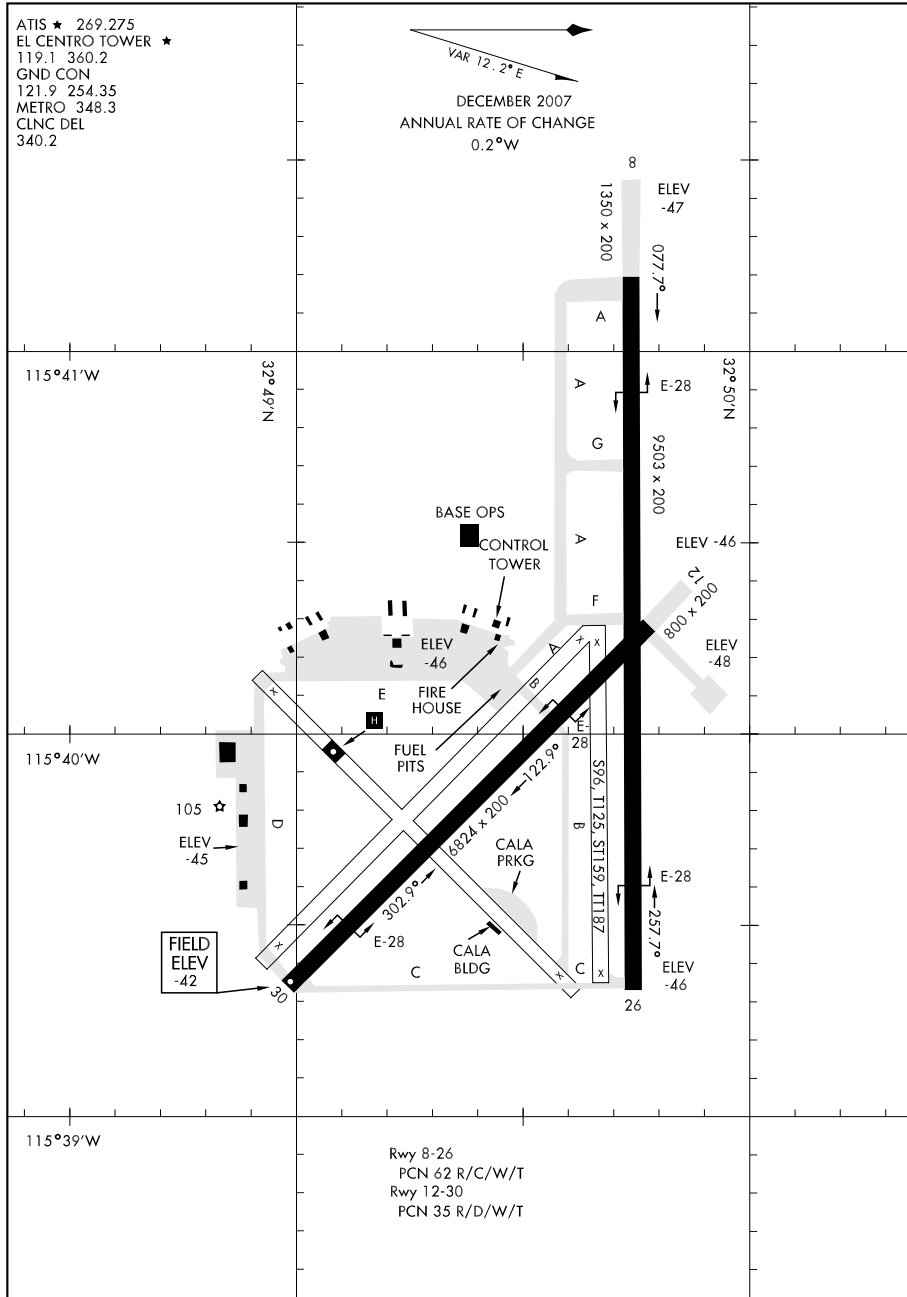 ATIS ★ 269.275
EL CENTRO TOWER ★
119.1 360.2
GND CON
121.9 254.35
METRO 348.3
CLNC DEL
340.2
VAR 12.2° E
DECEMBER 2007
ANNUAL RATE OF CHANGE
0.2°W
8
1350 x 200
ELEV
-47
077.7°
A
115°41'W
32°49'N
32°50'N
A
E-28
G
9503 x 200
BASE OPS
CONTROL
TOWER
A
ELEV -46
F
12
800 x 200
ELEV
-46
A
ELEV
-48
x
x
E
FIRE
HOUSE
B
x
H
FUEL
PITS
E-
28
115°40'W
122.9°
105
D
6824 x 200
S96, T125, ST159, TT187
B
ELEV
-45
CALA
PRKG
302.9°
E-28
257.7°
FIELD
ELEV
-42
x
E-28
CALA
BLDG
C
x
C
x
ELEV
-46
30
26
115°39'W
Rwy 8-26
PCN 62 R/C/W/T
Rwy 12-30
PCN 35 R/D/W/T